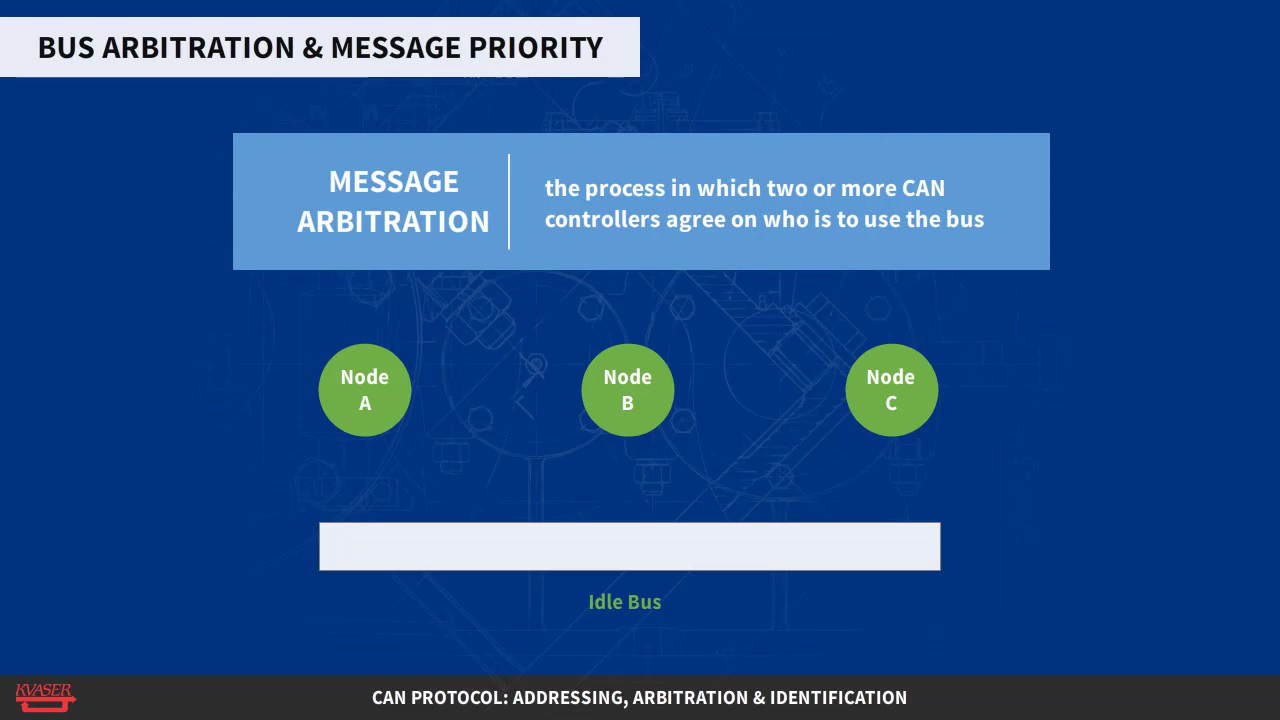 BUS ARBITRATION & MESSAGE PRIORITY
MESSAGE
ARBITRATION
the process in which two or more CAN
controllers agree on who is to use the bus
Node
A
Node
B
Node
C
Idle Bus
KVASER
CAN PROTOCOL: ADDRESSING, ARBITRATION & IDENTIFICATION